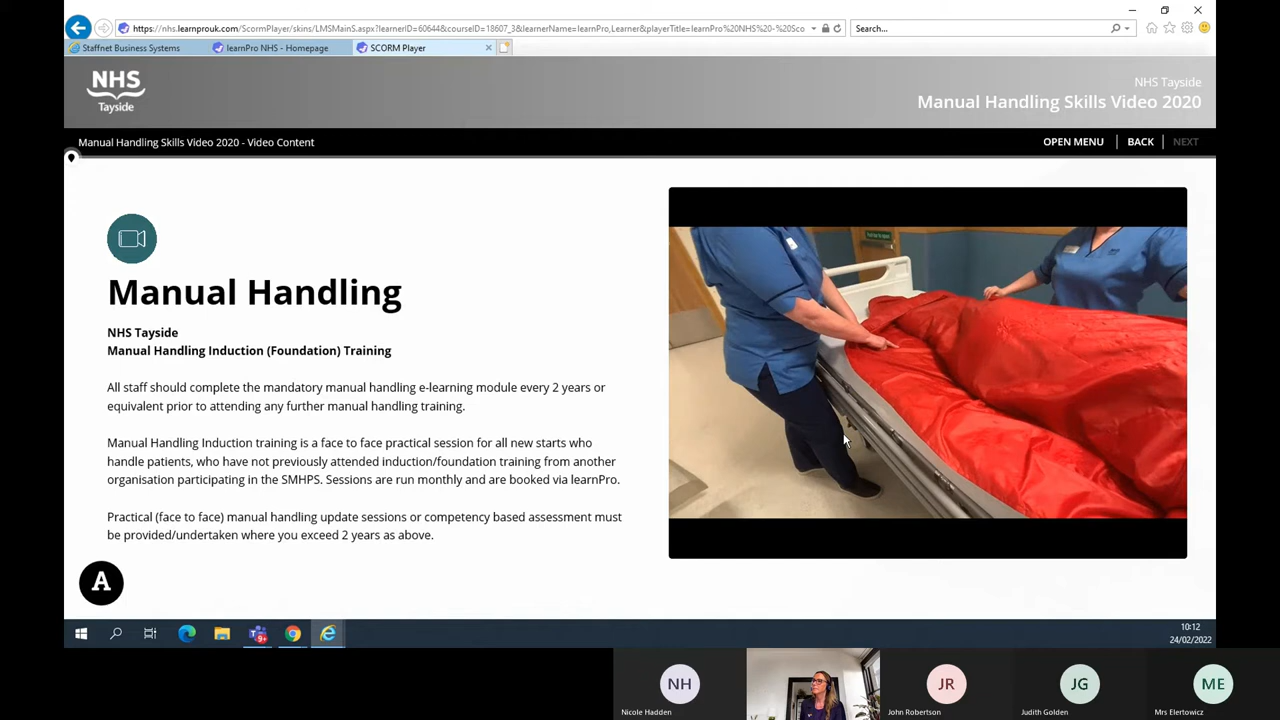 https://nhs.learnprouk.com/ScormPlayer/skins/LMSMainS.aspx?learnerID=60644&courseID=18607_3&learnerName=learnPro,Learner&playerTitle=learnPro%20NHS%20-%20Sco
Search...
Staffnet Business Systems
learnPro NHS - Homepage
SCORM Player
NHS
Tayside
NHS Tayside
Manual Handling Skills Video 2020
Manual Handling Skills Video 2020 - Video Content
OPEN MENU
BACK
NEXT
Manual Handling
NHS Tayside
Manual Handling Induction (Foundation) Training
All staff should complete the mandatory manual handling e-learning module every 2 years or
equivalent prior to attending any further manual handling training.
Manual Handling Induction training is a face to face practical session for all new starts who
handle patients, who have not previously attended induction/foundation training from another
organisation participating in the SMHPS. Sessions are run monthly and are booked via learnPro.
Practical (face to face) manual handling update sessions or competency based assessment must
be provided/undertaken where you exceed 2 years as above.
A
9+
10:12
24/02/2022
NH
JR
JG
ME
Nicole Hadden
John Robertson
Judith Golden
Mrs Elertowicz